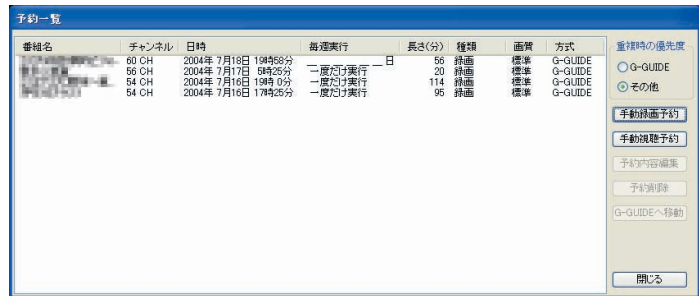 予約一覧
番組名 チャンネル 日時 毎週実行 長さ(分) 種類 画質 方式
60 CH 2004年 7月18日 19時58分 _ _ _ _ _ _日 56 録画 標準 G-GUIDE
56 CH 2004年 7月17日 5時25分 一度だけ実行 20 録画 標準 G-GUIDE
54 CH 2004年 7月16日 19時 0分 一度だけ実行 114 録画 標準 G-GUIDE
54 CH 2004年 7月16日 17時25分 一度だけ実行 95 録画 標準 G-GUIDE
重複時の優先度
G-GUIDE
その他
手動録画予約
手動視聴予約
予約内容編集
予約削除
G-GUIDEへ移動
閉じる